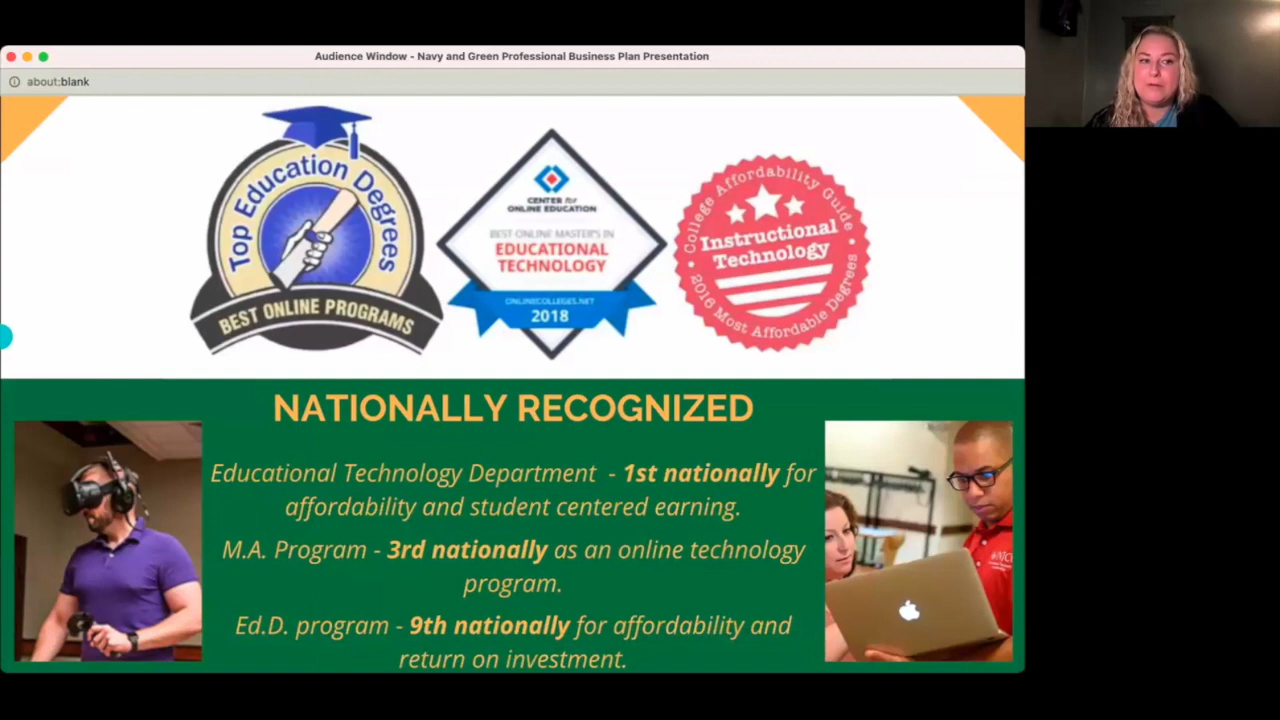 Audience Window - Navy and Green Professional Business Plan Presentation
about:blank
Top Education Degrees
BEST ONLINE PROGRAMS
CENTER for
ONLINE EDUCATION
BEST ONLINE MASTER'S IN
EDUCATIONAL
TECHNOLOGY
ONLINECOLLEGES.NET
2018
College Affordability Guide
Instructional
Technology
2016 Most Affordable Degrees
NATIONALLY RECOGNIZED
Educational Technology Department - 1st nationally for
affordability and student centered earning.
M.A. Program - 3rd nationally as an online technology
program.
Ed.D. program - 9th nationally for affordability and
return on investment.